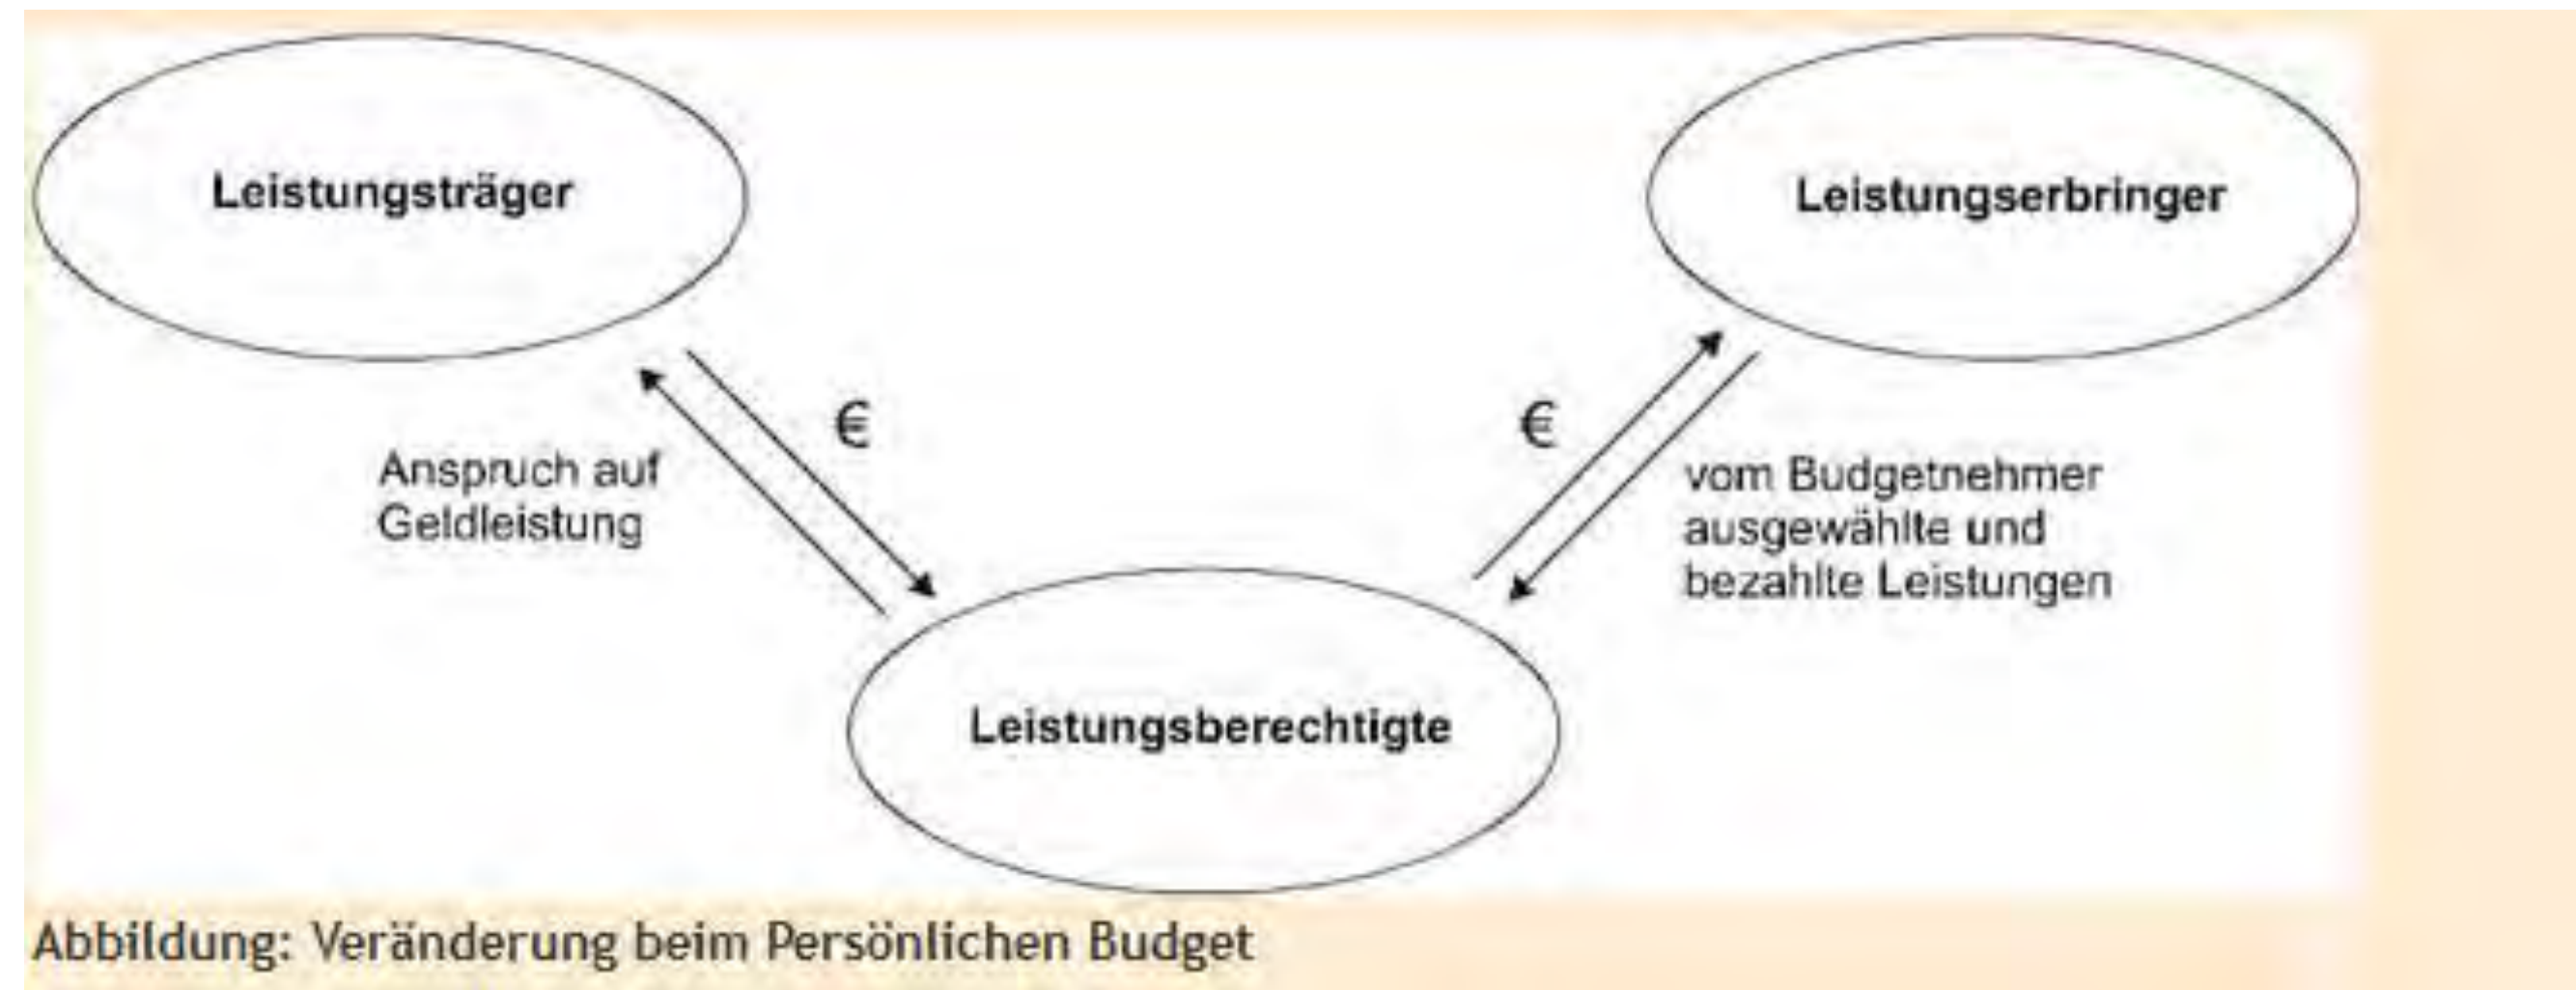 Leistungsträger
Leistungserbringer
€
€
Anspruch auf
Geldleistung
vom Budgetnehmer
ausgewählte und
bezahlte Leistungen
Leistungsberechtigte
Abbildung: Veränderung beim Persönlichen Budget